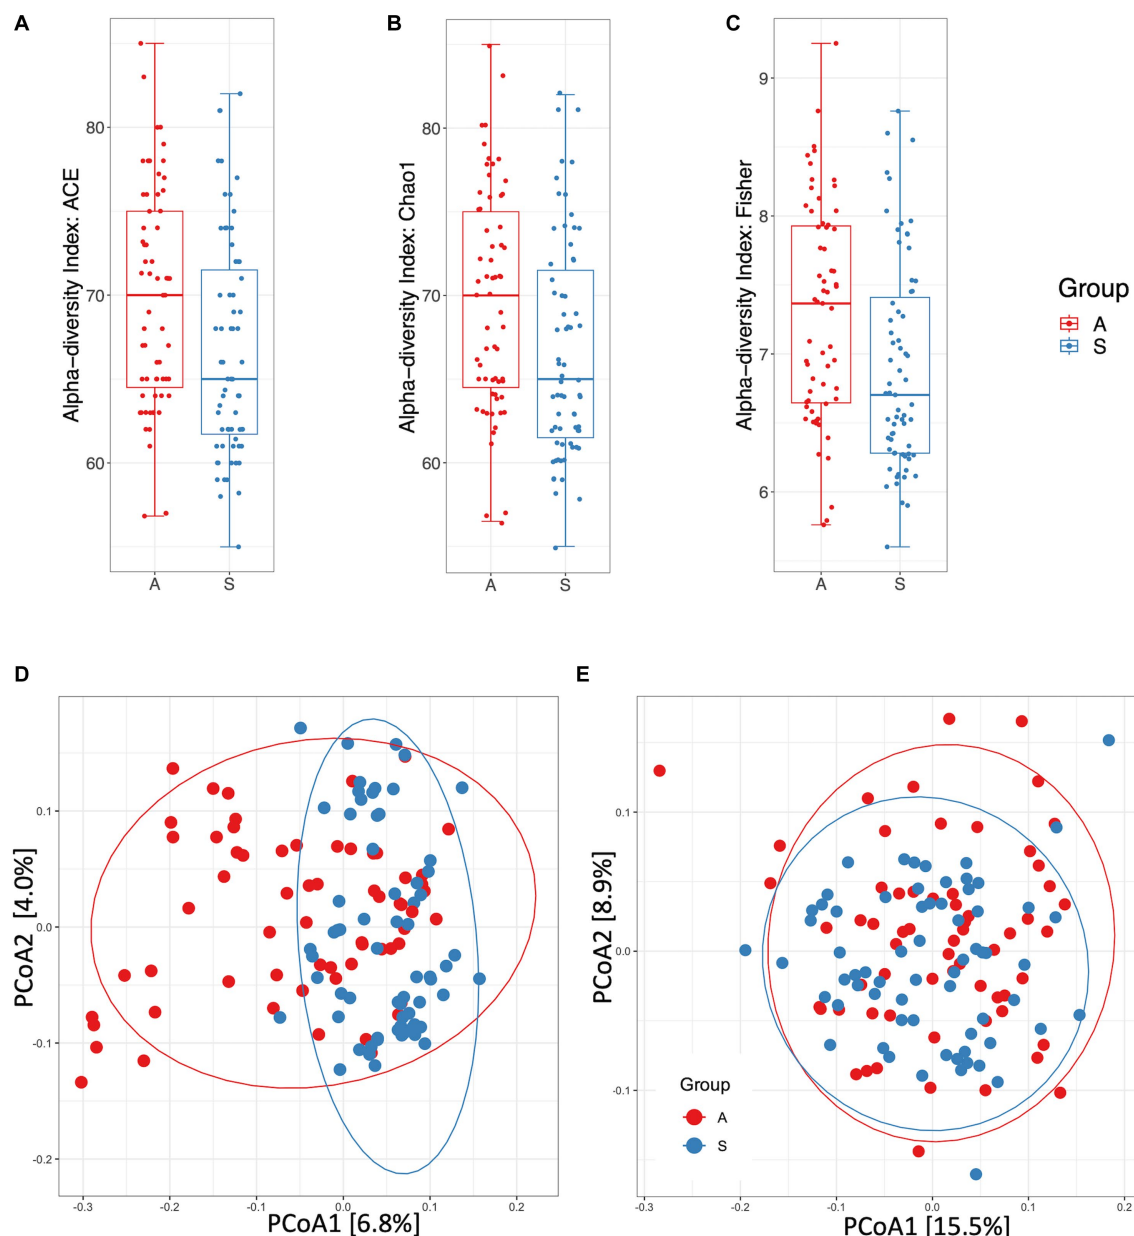 A
B
C
Alpha−diversity Index: ACE
80
70
60
A
S
Alpha−diversity Index: Chao1
80
70
60
A
S
Alpha−diversity Index: Fisher
9
8
7
6
A
S
Group
A
S
D
PCoA2 [4.0%]
0.1
0.0
-0.1
-0.2
-0.3
-0.2
-0.1
0.0
0.1
0.2
PCoA1 [6.8%]
E
PCoA2 [8.9%]
0.1
0.0
-0.1
Group
A
S
-0.3
-0.2
-0.1
0.0
0.1
0.2
PCoA1 [15.5%]